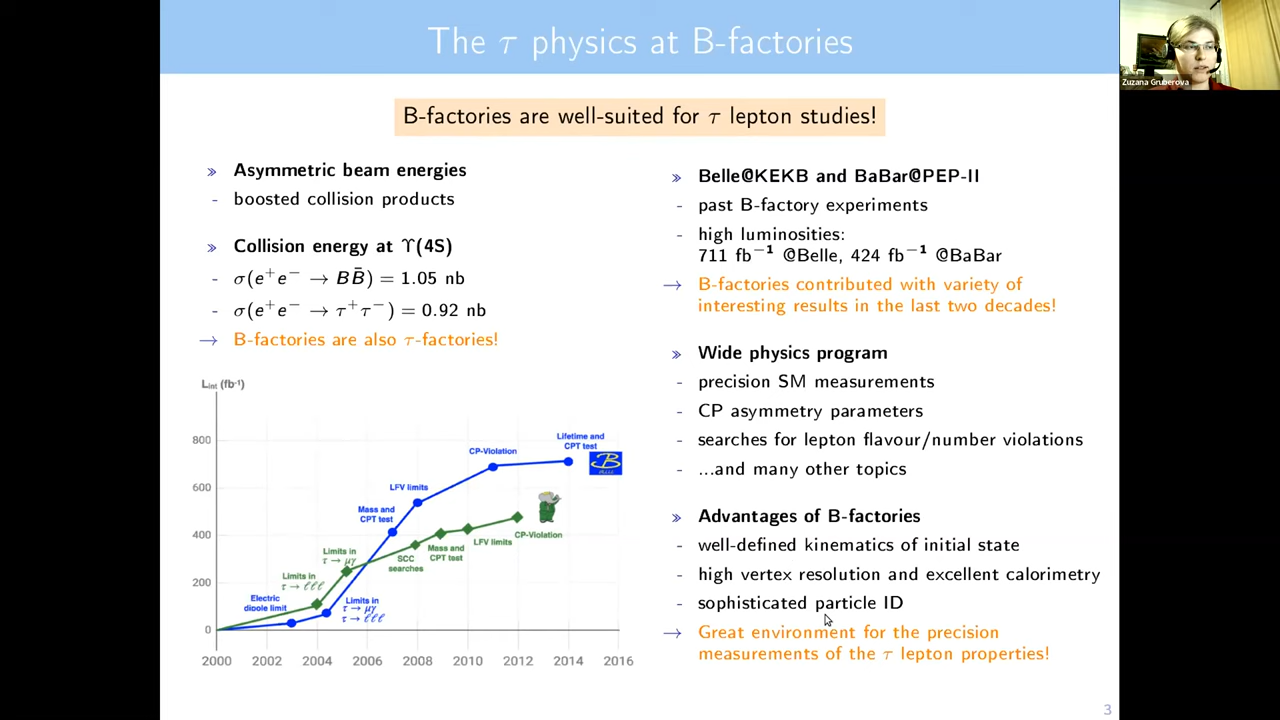 The τ physics at B-factories
Zuzana Gruberova
B-factories are well-suited for τ lepton studies!
» Asymmetric beam energies
- boosted collision products
» Collision energy at ϒ(4S)
- σ(e⁺e⁻ → BB̄) = 1.05 nb
- σ(e⁺e⁻ → τ⁺τ⁻) = 0.92 nb
→ B-factories are also τ-factories!
Lint (fb-1)
800
600
400
200
0
2000 2002 2004 2006 2008 2010 2012 2014 2016
Electric
dipole limit
Limits in
τ → ℓℓℓ
Limits in
τ → μγ
Limits in
τ → μγ
τ → ℓℓℓ
Mass and
CPT test
LFV limits
CP-Violation
Lifetime and
CPT test
B
SCC
searches
Mass and
CPT test
LFV limits
CP-Violation
» Belle@KEKB and BaBar@PEP-II
- past B-factory experiments
- high luminosities:
711 fb⁻¹ @Belle, 424 fb⁻¹ @BaBar
→ B-factories contributed with variety of
interesting results in the last two decades!
» Wide physics program
- precision SM measurements
- CP asymmetry parameters
- searches for lepton flavour/number violations
- ...and many other topics
» Advantages of B-factories
- well-defined kinematics of initial state
- high vertex resolution and excellent calorimetry
- sophisticated particle ID
→ Great environment for the precision
measurements of the τ lepton properties!
3